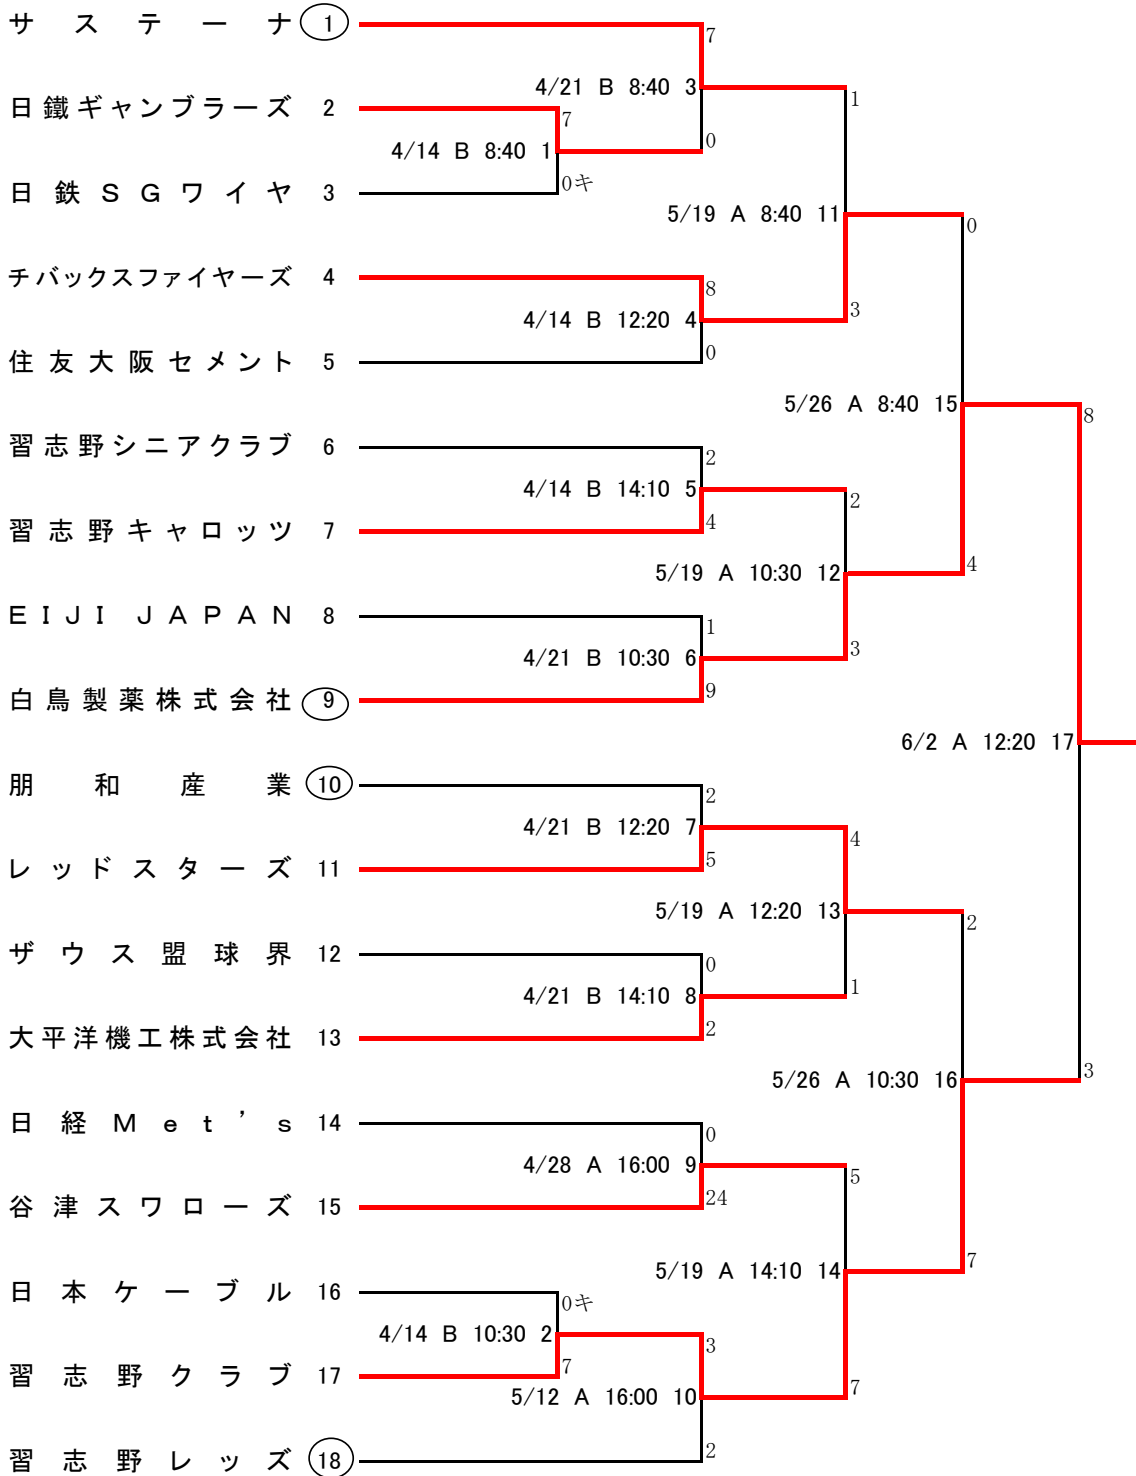 サステーナ 1
7
4/21 B 8:40 3
1
日鐵ギャンブラーズ 2
7
0
4/14 B 8:40 1
日鉄SGワイヤ 3
0キ
5/19 A 8:40 11
0
チバックスファイヤーズ 4
8
3
4/14 B 12:20 4
0
住友大阪セメント 5
5/26 A 8:40 15
8
習志野シニアクラブ 6
2
4/14 B 14:10 5
2
4
習志野キャロッツ 7
5/19 A 10:30 12
4
EIJI JAPAN 8
1
3
4/21 B 10:30 6
9
白鳥製薬株式会社 9
6/2 A 12:20 17
朋和産業 10
2
4/21 B 12:20 7
4
5
レッドスターズ 11
5/19 A 12:20 13
2
ザウス盟球界 12
0
1
4/21 B 14:10 8
2
大平洋機工株式会社 13
5/26 A 10:30 16
3
日経Met's 14
0
4/28 A 16:00 9
5
24
谷津スワローズ 15
5/19 A 14:10 14
7
日本ケーブル 16
0キ
4/14 B 10:30 2
3
7
習志野クラブ 17
7
5/12 A 16:00 10
2
習志野レッズ 18